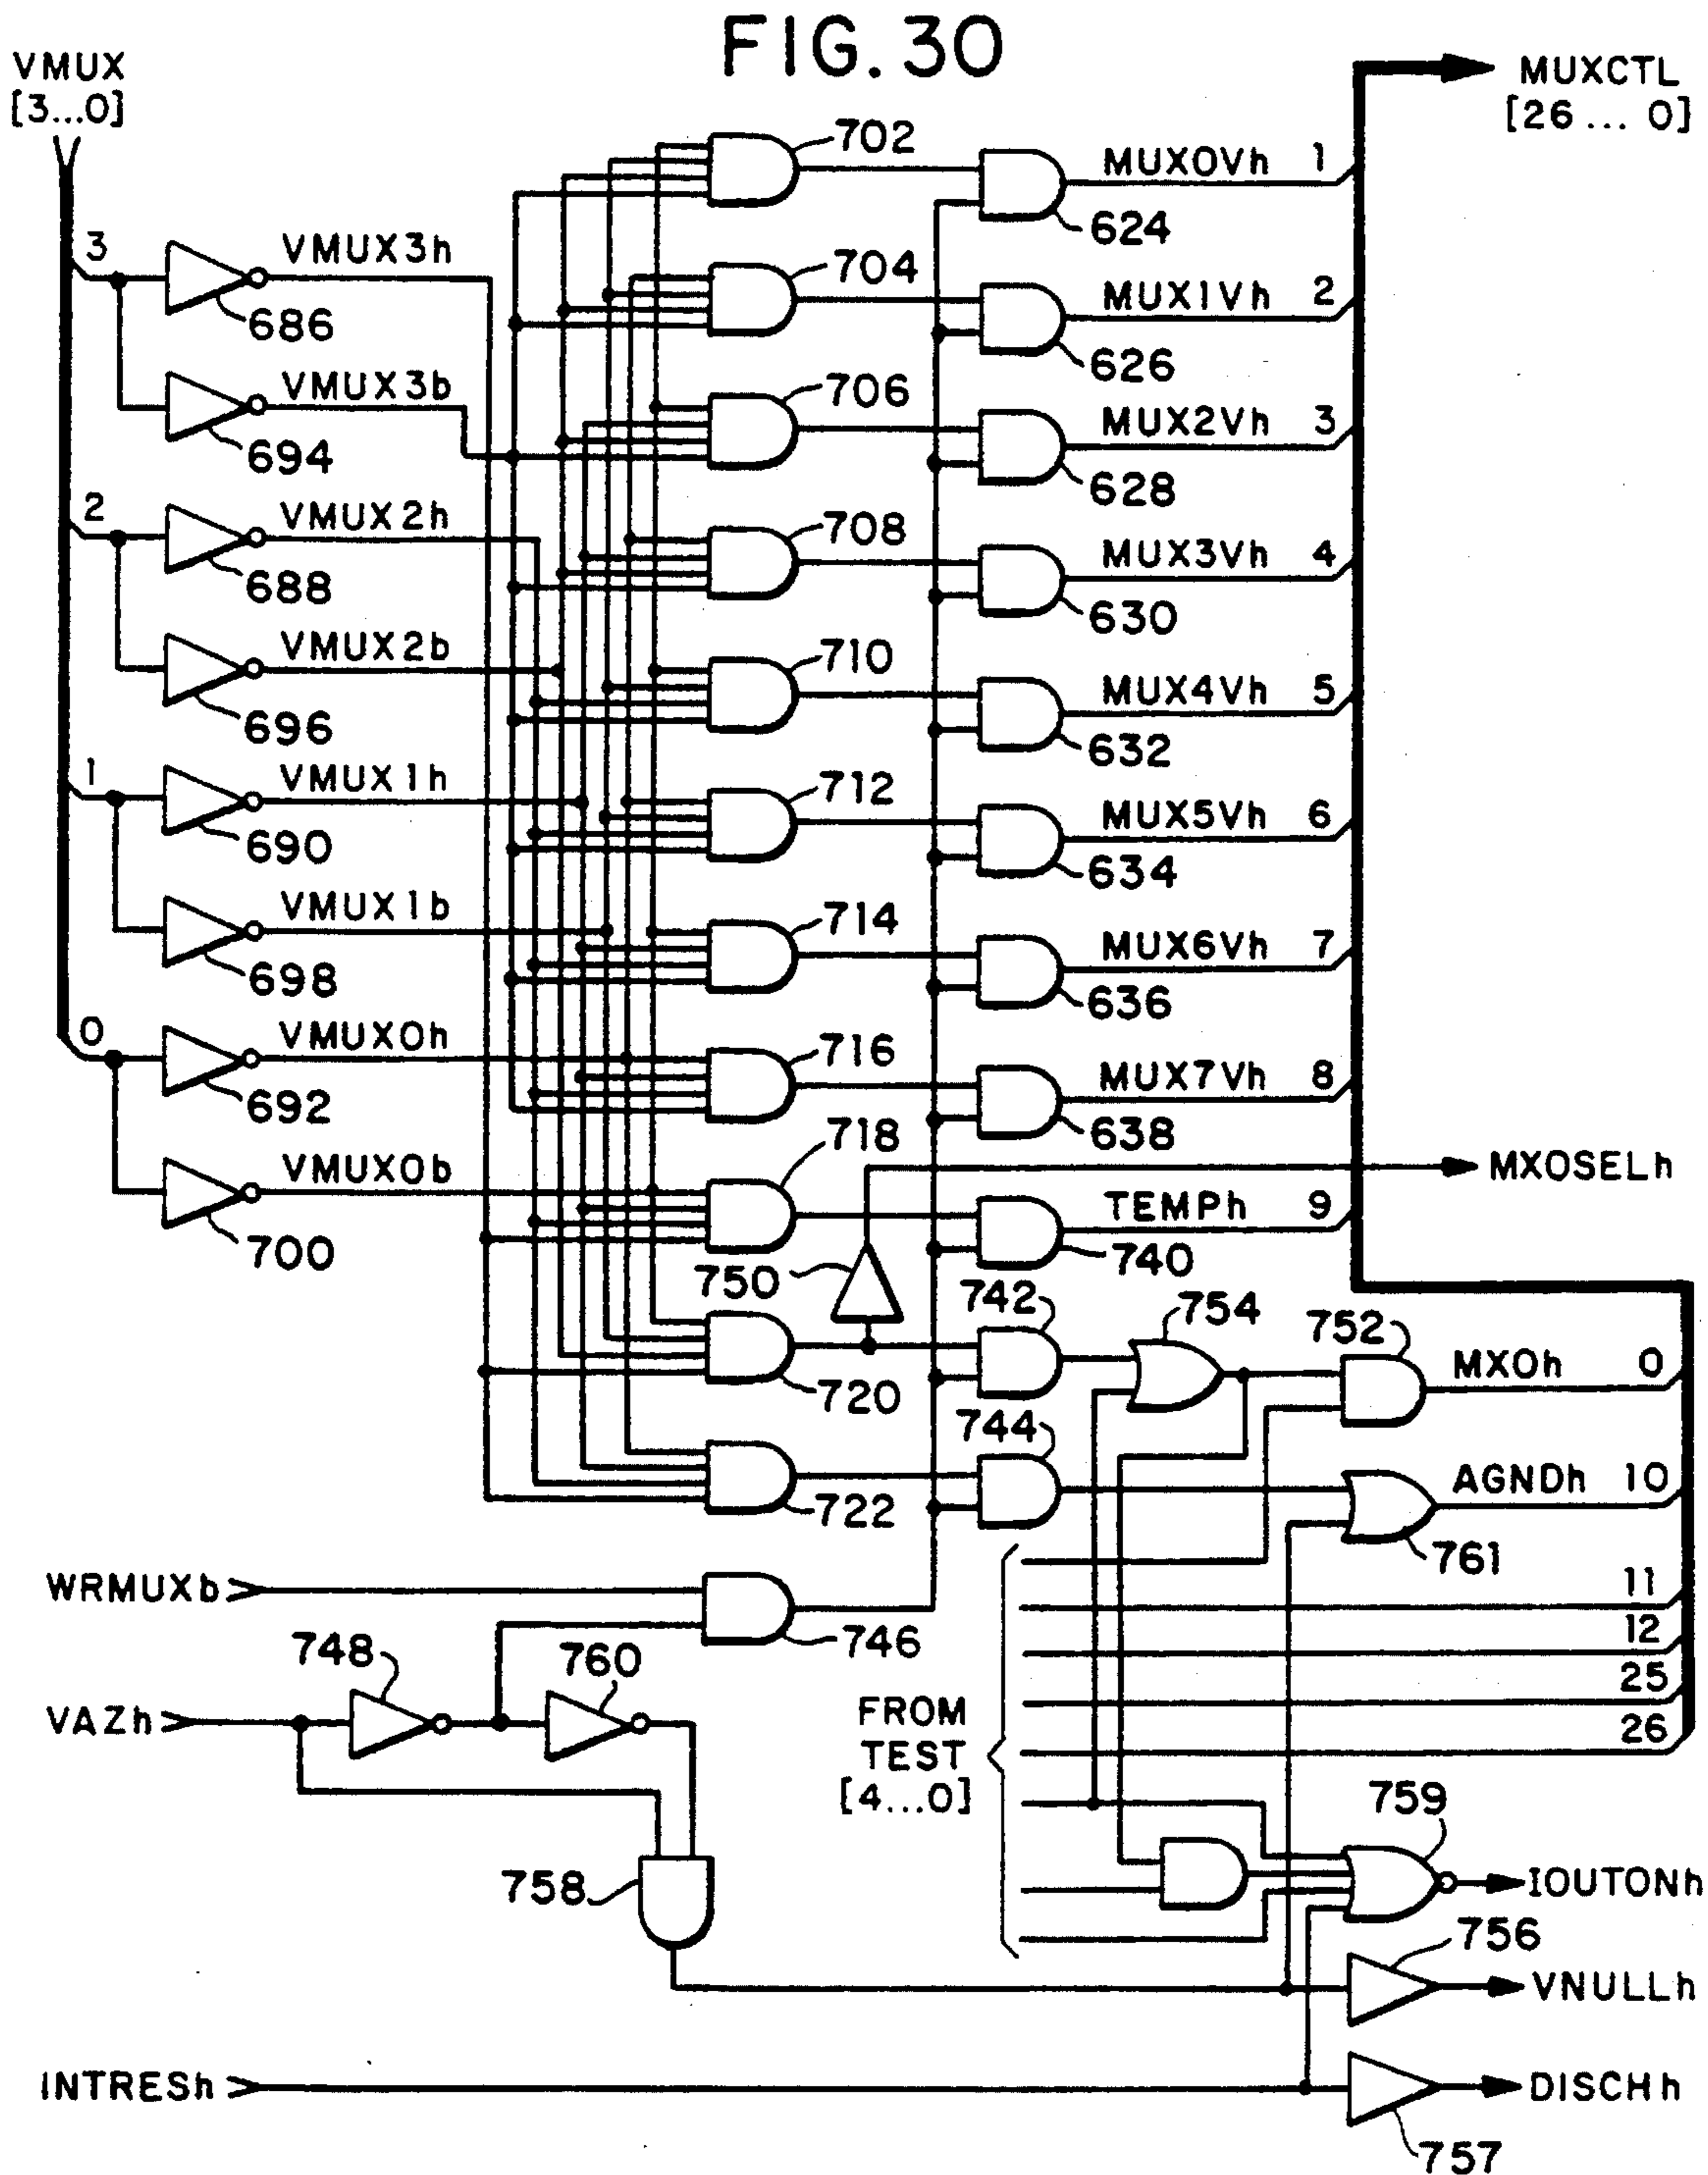 FIG. 30
VMUX
[3...0]
MUXCTL
[26 ... 0]
702
MUX0Vh 1
624
3
VMUX3h
686
704
MUX1Vh 2
626
VMUX3b
694
706
MUX2Vh 3
628
2
VMUX2h
688
708
MUX3Vh 4
630
VMUX2b
696
710
MUX4Vh 5
632
1
VMUX1h
690
712
MUX5Vh 6
634
VMUX1b
698
714
MUX6Vh 7
636
0
VMUX0h
692
716
MUX7Vh 8
638
718
VMUX0b
700
MXOSELh
TEMPh 9
740
750
742
754
752
MXOh 0
720
744
AGNDh 10
722
761
WRMUXb
746
11
12
25
26
748
760
VAZh
FROM
TEST
[4...0]
759
758
IOUTONh
756
VNULLh
INTRESh
DISCHh
757